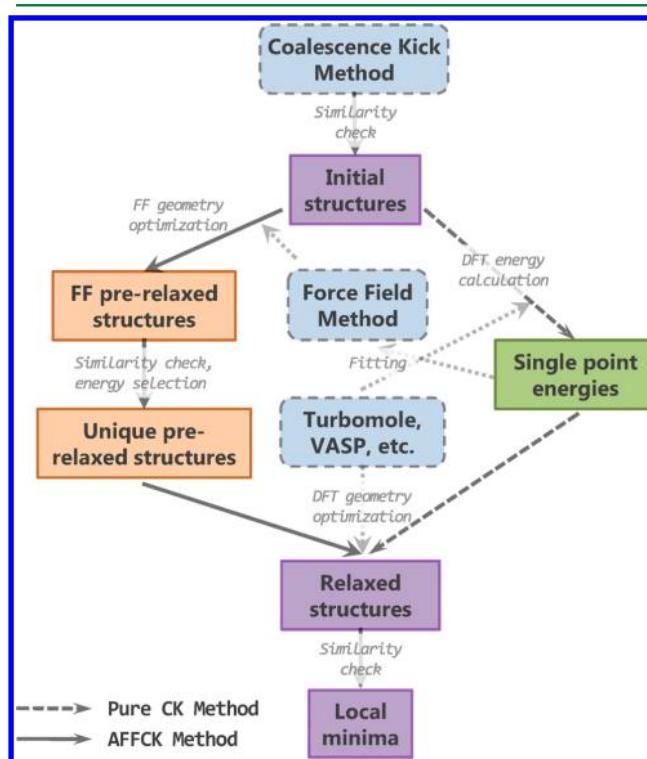 Coalescence Kick
Method
Similarity
check
Initial
structures
FF geometry
optimization
DFT energy
calculation
FF pre-relaxed
structures
Force Field
Method
Similarity check,
energy selection
Fitting
Single point
energies
Unique pre-
relaxed structures
Turbomole,
VASP, etc.
DFT geometry
optimization
Relaxed
structures
Similarity
check
Pure CK Method
AFFCK Method
Local
minima